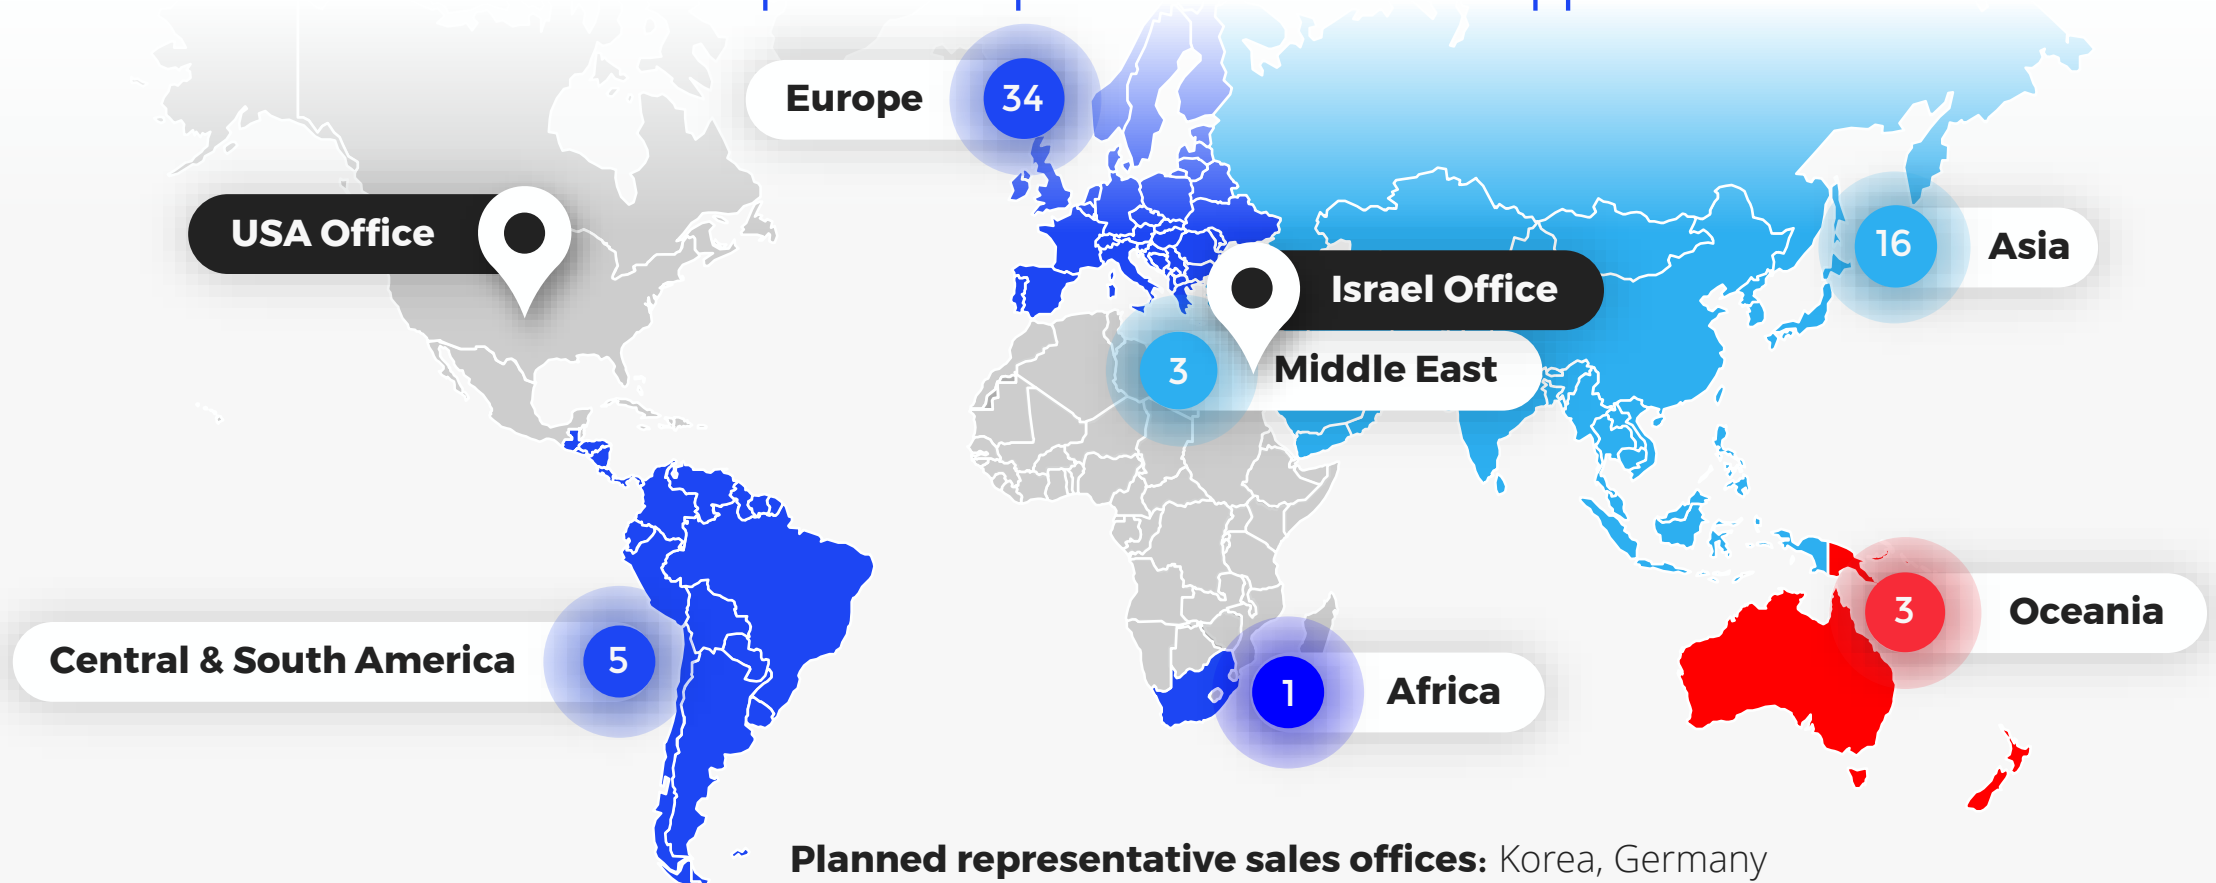 Europe 34
USA Office
16 Asia
Israel Office
3 Middle East
3 Oceania
Central & South America 5
1 Africa
Planned representative sales offices: Korea, Germany